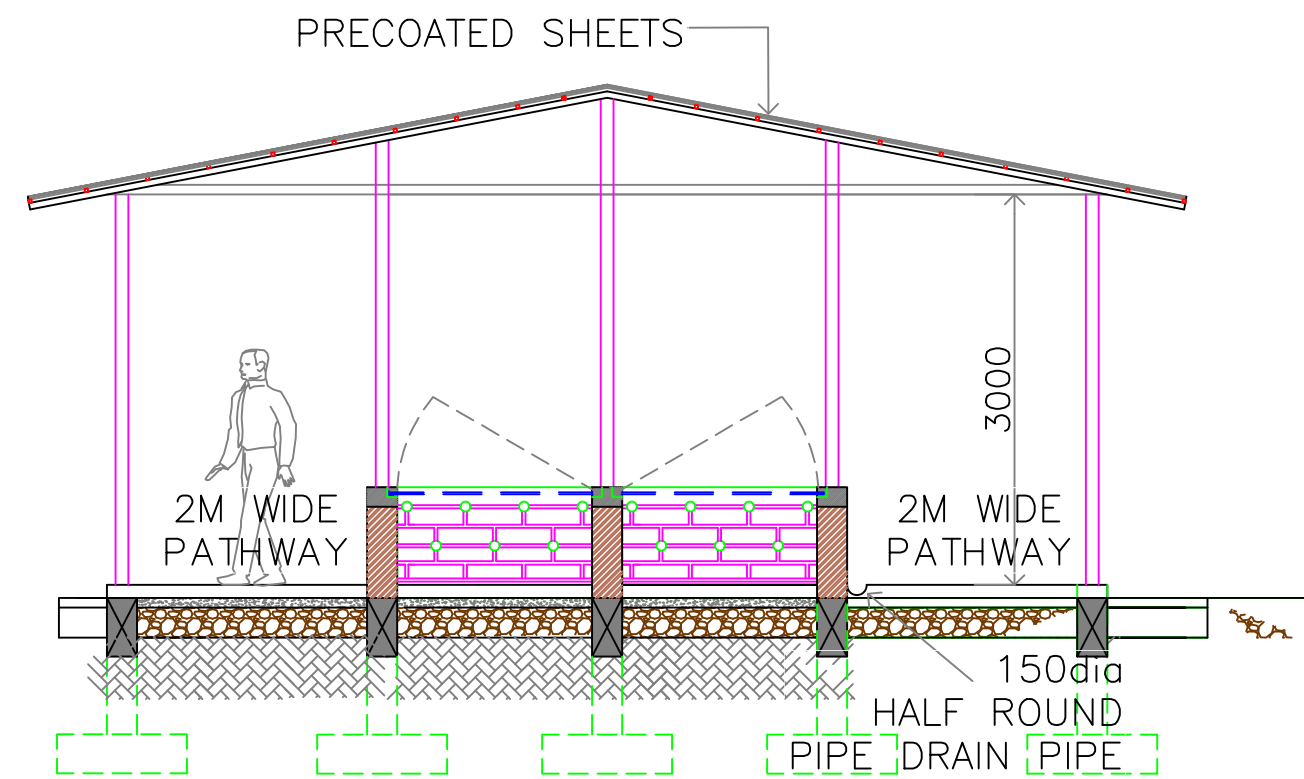 PRECOATED SHEETS
3000
2M WIDE
PATHWAY
2M WIDE
PATHWAY
150dia
HALF ROUND
PIPE DRAIN PIPE